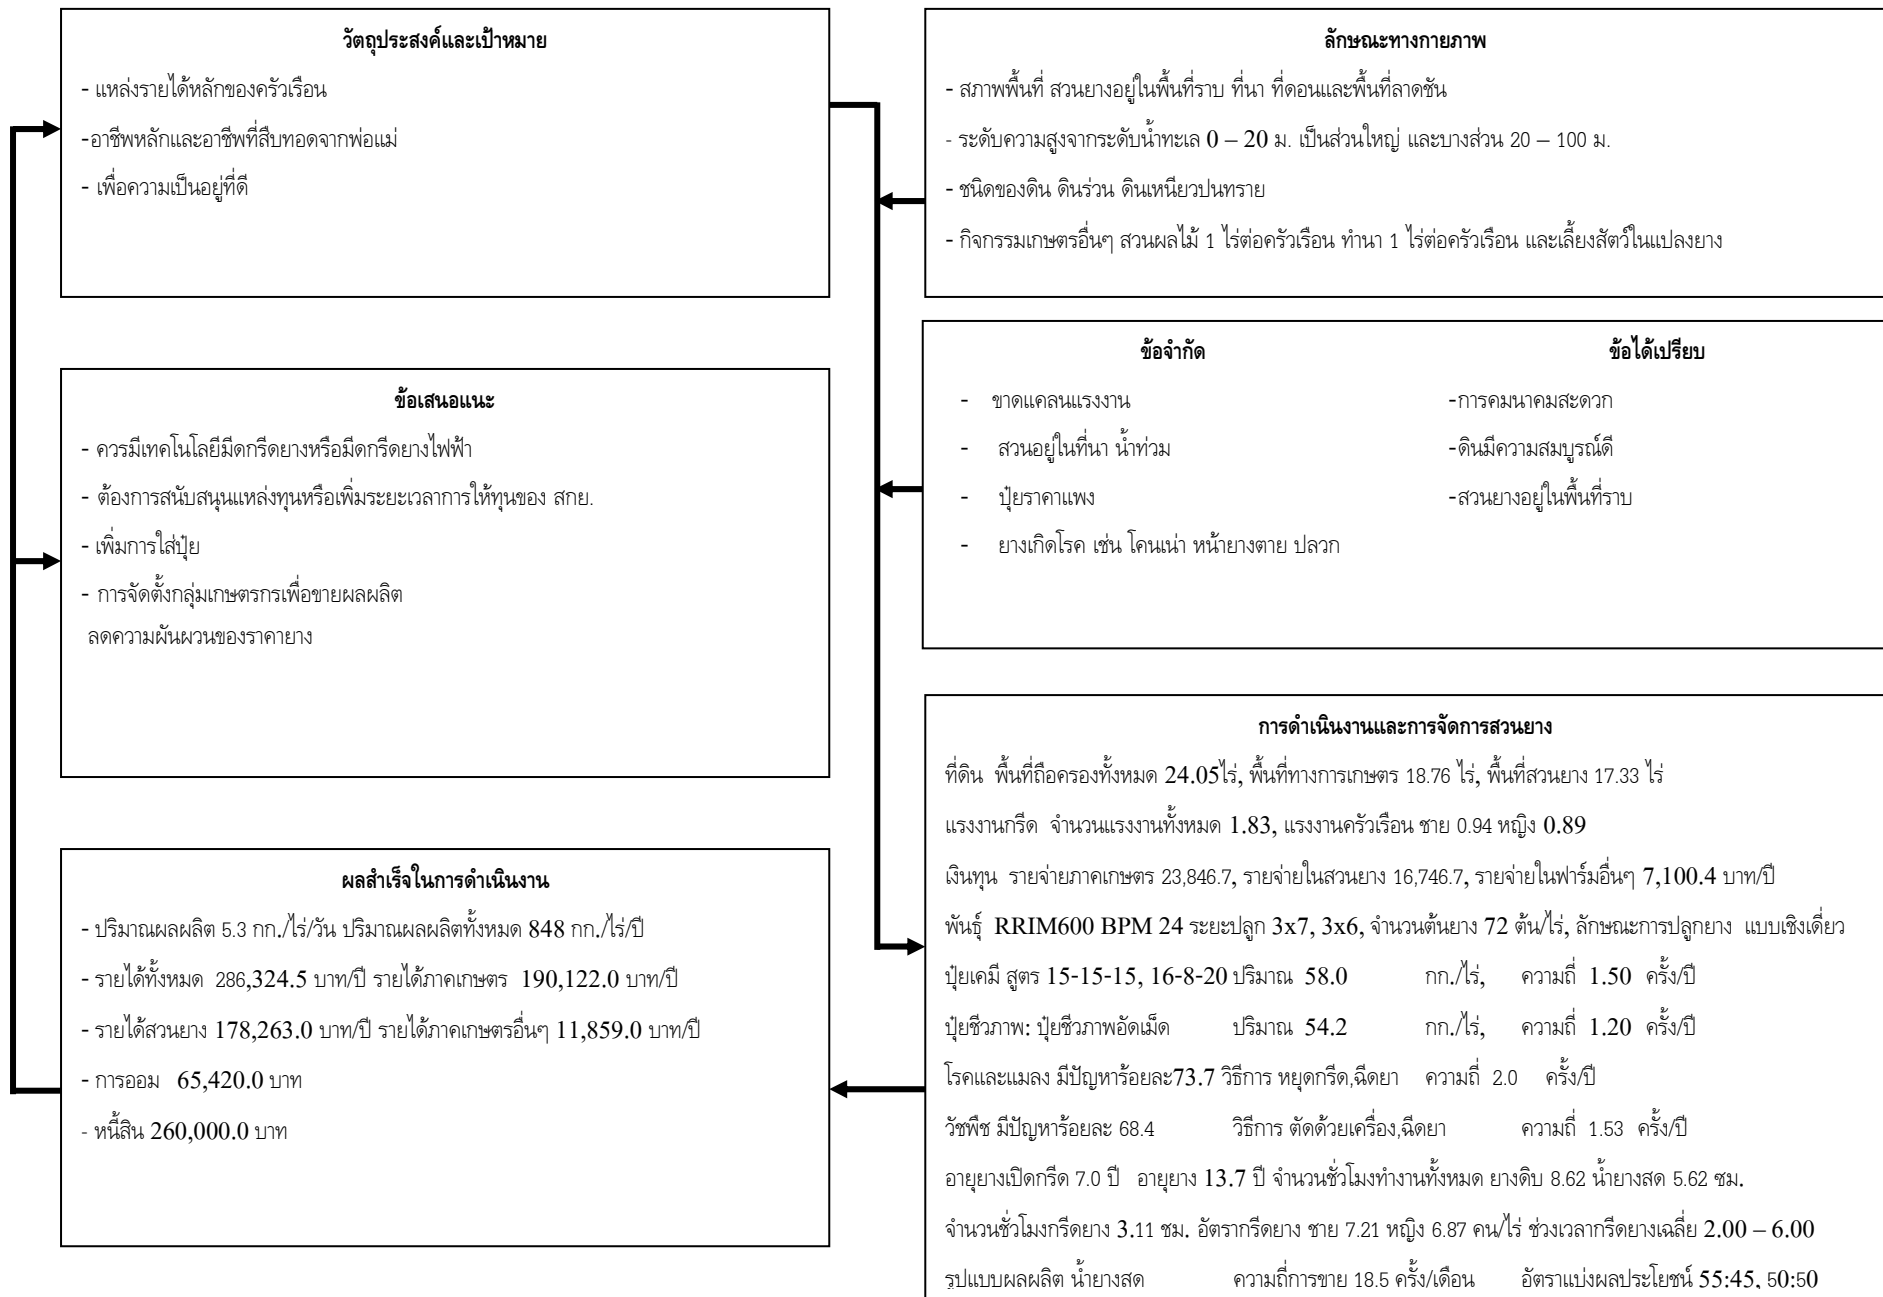 วัตถุประสงค์และเป้าหมาย
- แหล่งรายได้หลักของครัวเรือน
-อาชีพหลักและอาชีพที่สืบทอดจากพ่อแม่
- เพื่อความเป็นอยู่ที่ดี
ลักษณะทางกายภาพ
- สภาพพื้นที่ สวนยางอยู่ในพื้นที่ราบ ที่นา ที่ดอนและพื้นที่ลาดชัน
- ระดับความสูงจากระดับน้ำทะเล 0 – 20 ม. เป็นส่วนใหญ่ และบางส่วน 20 – 100 ม.
- ชนิดของดิน ดินร่วน ดินเหนียวปนทราย
- กิจกรรมเกษตรอื่นๆ สวนผลไม้ 1 ไร่ต่อครัวเรือน ทำนา 1 ไร่ต่อครัวเรือน และเลี้ยงสัตว์ในแปลงยาง
ข้อจำกัด ข้อได้เปรียบ
- ขาดแคลนแรงงาน -การคมนาคมสะดวก
- สวนอยู่ในที่นา น้ำท่วม -ดินมีความสมบูรณ์ดี
- ปุ๋ยราคาแพง -สวนยางอยู่ในพื้นที่ราบ
- ยางเกิดโรค เช่น โคนเน่า หน้ายางตาย ปลวก
ข้อเสนอแนะ
- ควรมีเทคโนโลยีมีดกรีดยางหรือมีดกรีดยางไฟฟ้า
- ต้องการสนับสนุนแหล่งทุนหรือเพิ่มระยะเวลาการให้ทุนของ สกย.
- เพิ่มการใส่ปุ๋ย
- การจัดตั้งกลุ่มเกษตรกรเพื่อขายผลผลิต
ลดความผันผวนของราคายาง
การดำเนินงานและการจัดการสวนยาง
ที่ดิน พื้นที่ถือครองทั้งหมด 24.05ไร่, พื้นที่ทางการเกษตร 18.76 ไร่, พื้นที่สวนยาง 17.33 ไร่
แรงงานกรีด จำนวนแรงงานทั้งหมด 1.83, แรงงานครัวเรือน ชาย 0.94 หญิง 0.89
เงินทุน รายจ่ายภาคเกษตร 23,846.7, รายจ่ายในสวนยาง 16,746.7, รายจ่ายในฟาร์มอื่นๆ 7,100.4 บาท/ปี
พันธุ์ RRIM600 BPM 24 ระยะปลูก 3x7, 3x6, จำนวนต้นยาง 72 ต้น/ไร่, ลักษณะการปลูกยาง แบบเชิงเดี่ยว
ปุ๋ยเคมี สูตร 15-15-15, 16-8-20 ปริมาณ 58.0 กก./ไร่, ความถี่ 1.50 ครั้ง/ปี
ปุ๋ยชีวภาพ: ปุ๋ยชีวภาพอัดเม็ด ปริมาณ 54.2 กก./ไร่, ความถี่ 1.20 ครั้ง/ปี
โรคและแมลง มีปัญหาร้อยละ73.7 วิธีการ หยุดกรีด,ฉีดยา ความถี่ 2.0 ครั้ง/ปี
วัชพืช มีปัญหาร้อยละ 68.4 วิธีการ ตัดด้วยเครื่อง,ฉีดยา ความถี่ 1.53 ครั้ง/ปี
อายุยางเปิดกรีด 7.0 ปี อายุยาง 13.7 ปี จำนวนชั่วโมงทำงานทั้งหมด ยางดิบ 8.62 น้ำยางสด 5.62 ชม.
จำนวนชั่วโมงกรีดยาง 3.11 ชม. อัตรากรีดยาง ชาย 7.21 หญิง 6.87 คน/ไร่ ช่วงเวลากรีดยางเฉลี่ย 2.00 – 6.00
รูปแบบผลผลิต น้ำยางสด ความถี่การขาย 18.5 ครั้ง/เดือน อัตราแบ่งผลประโยชน์ 55:45, 50:50
ผลสำเร็จในการดำเนินงาน
- ปริมาณผลผลิต 5.3 กก./ไร่/วัน ปริมาณผลผลิตทั้งหมด 848 กก./ไร่/ปี
- รายได้ทั้งหมด 286,324.5 บาท/ปี รายได้ภาคเกษตร 190,122.0 บาท/ปี
- รายได้สวนยาง 178,263.0 บาท/ปี รายได้ภาคเกษตรอื่นๆ 11,859.0 บาท/ปี
- การออม 65,420.0 บาท
- หนี้สิน 260,000.0 บาท